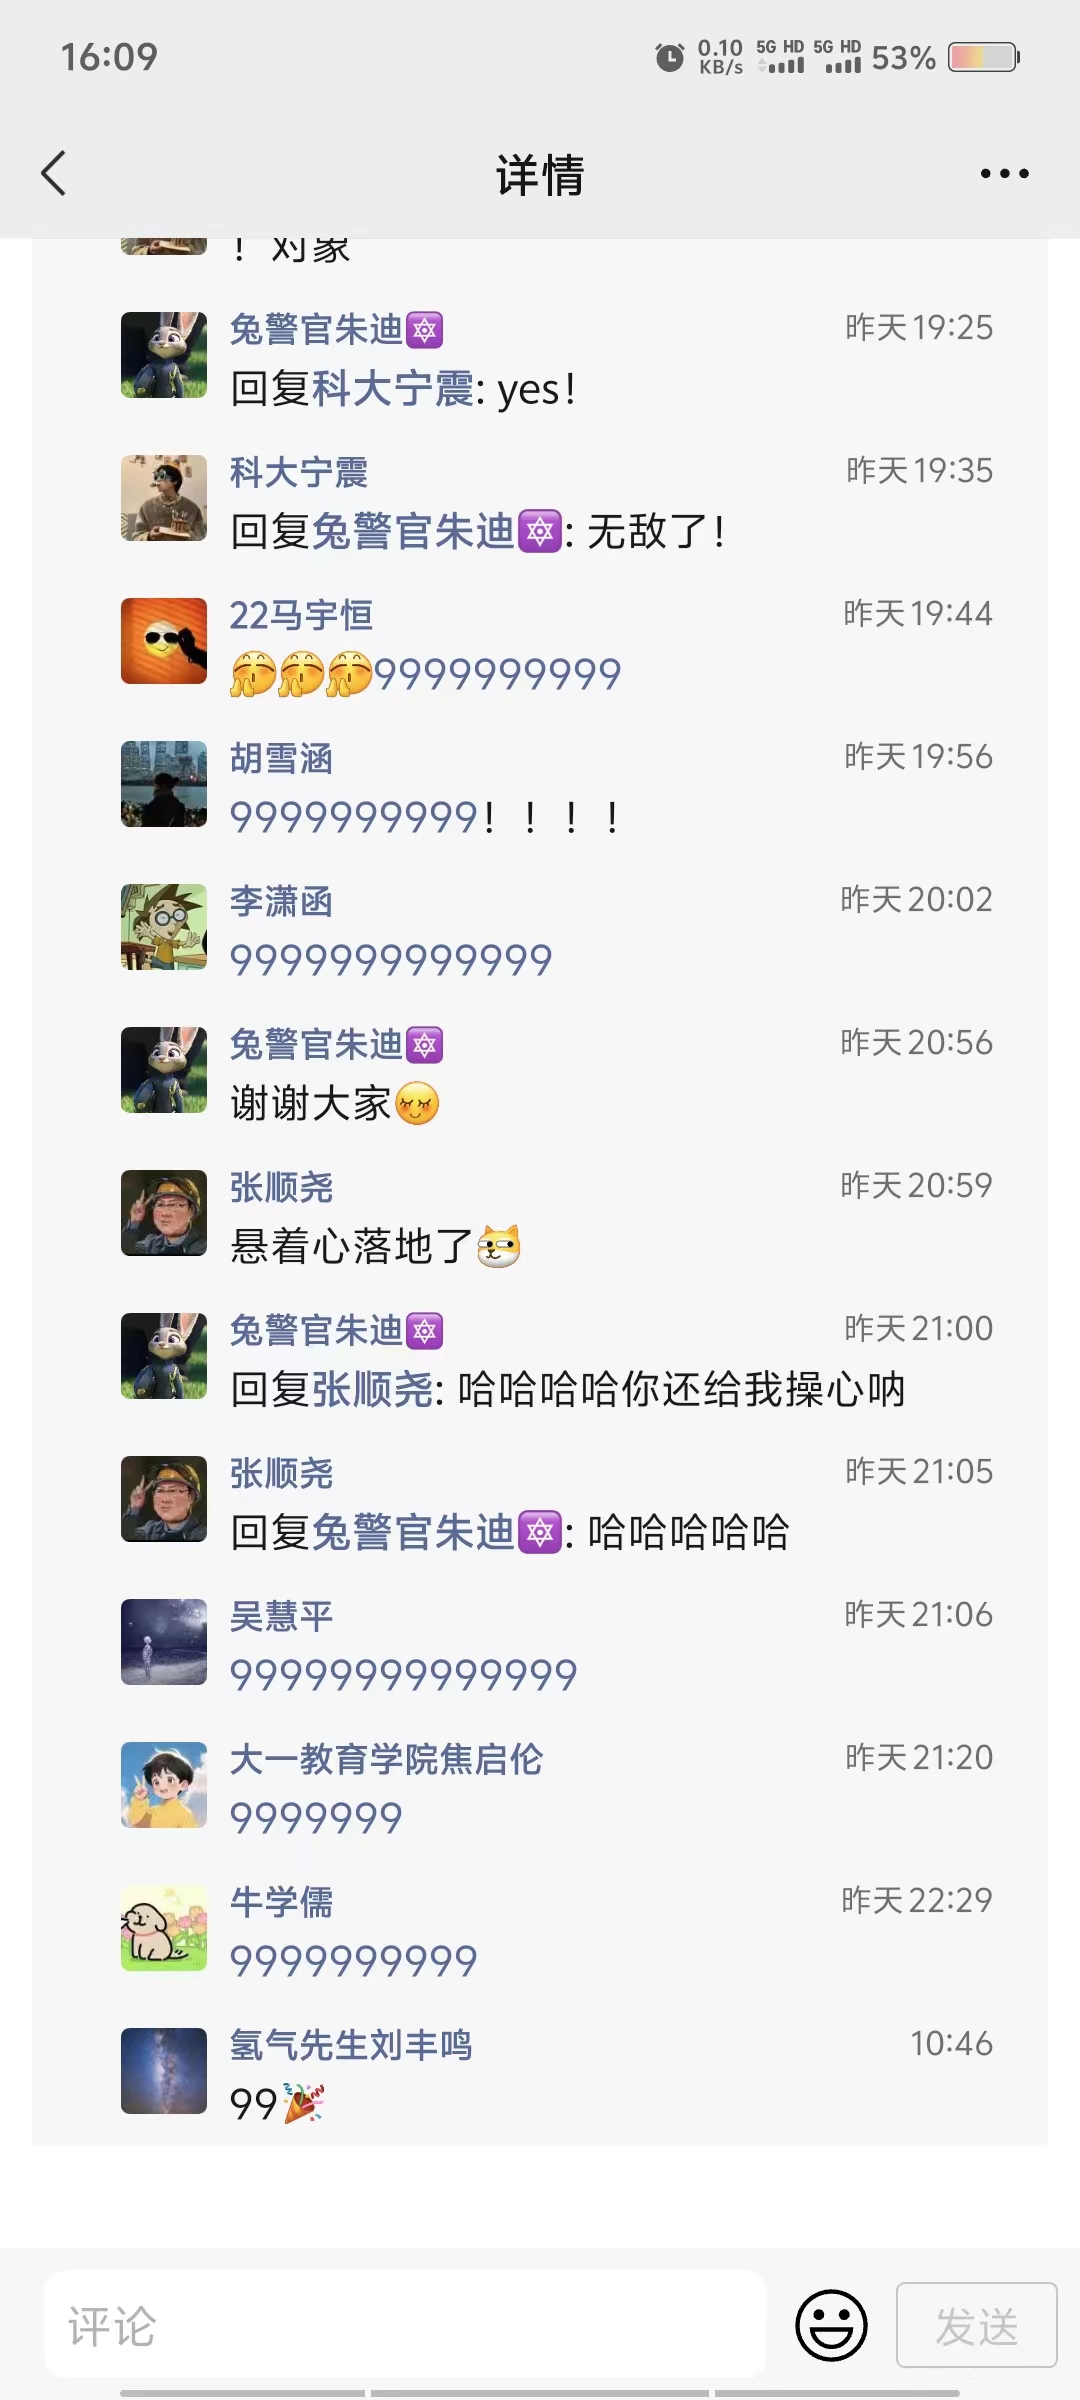 16:09
0.10 KB/s 5G HD 5G HD 53%
详情
！对象
兔警官朱迪🔯 昨天19:25
回复科大宁震: yes！
科大宁震 昨天19:35
回复兔警官朱迪🔯: 无敌了！
22马宇恒 昨天19:44
9999999999
胡雪涵 昨天19:56
9999999999！！！！
李潇函 昨天20:02
9999999999999
兔警官朱迪🔯 昨天20:56
谢谢大家
张顺尧 昨天20:59
悬着心落地了
兔警官朱迪🔯 昨天21:00
回复张顺尧: 哈哈哈哈你还给我操心呐
张顺尧 昨天21:05
回复兔警官朱迪🔯: 哈哈哈哈哈
吴慧平 昨天21:06
99999999999999
大一教育学院焦启伦 昨天21:20
9999999
牛学儒 昨天22:29
9999999999
氢气先生刘丰鸣 10:46
99🎉
评论
发送